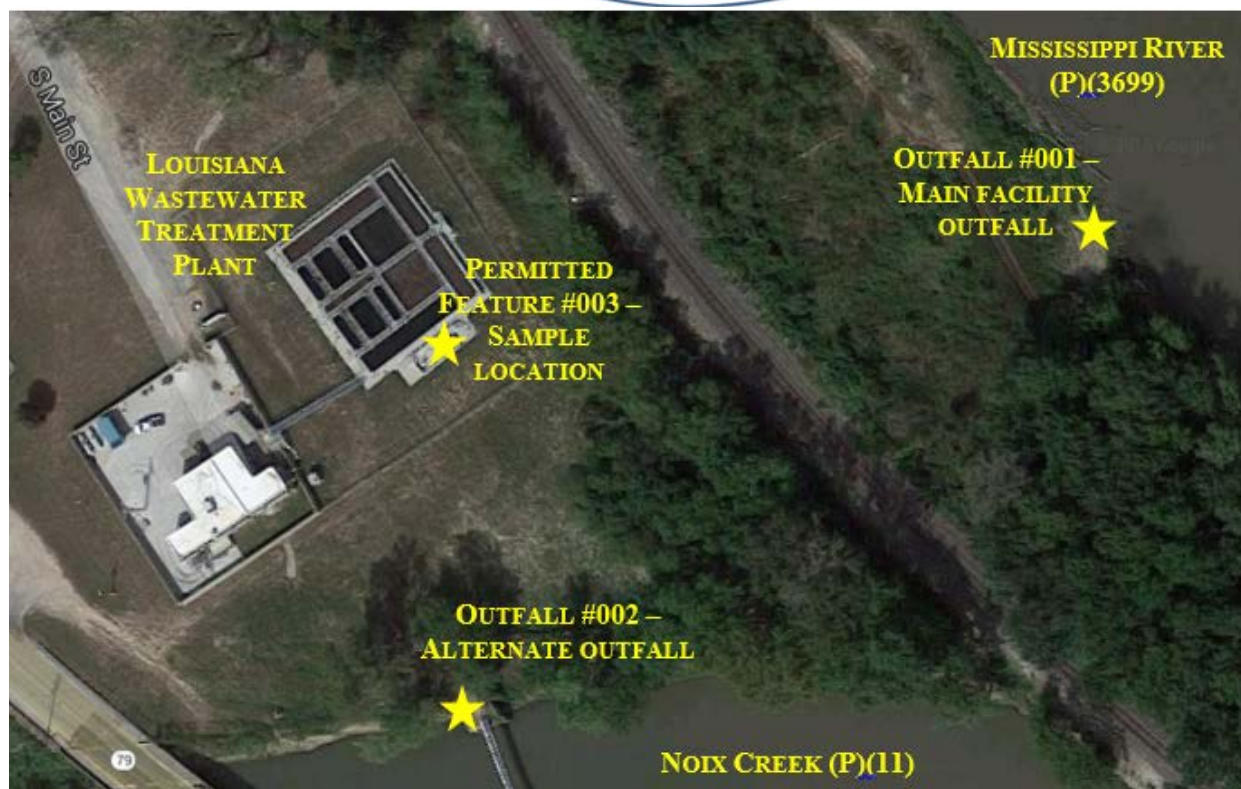 S Main St
LOUISIANA
WASTEWATER
TREATMENT
PLANT
PERMITTED
FEATURE #003 –
SAMPLE
LOCATION
MISSISSIPPI RIVER
(P)(3699)
OUTFALL #001 –
MAIN FACILITY
OUTFALL
OUTFALL #002 –
ALTERNATE OUTFALL
79
NOIX CREEK (P)(11)